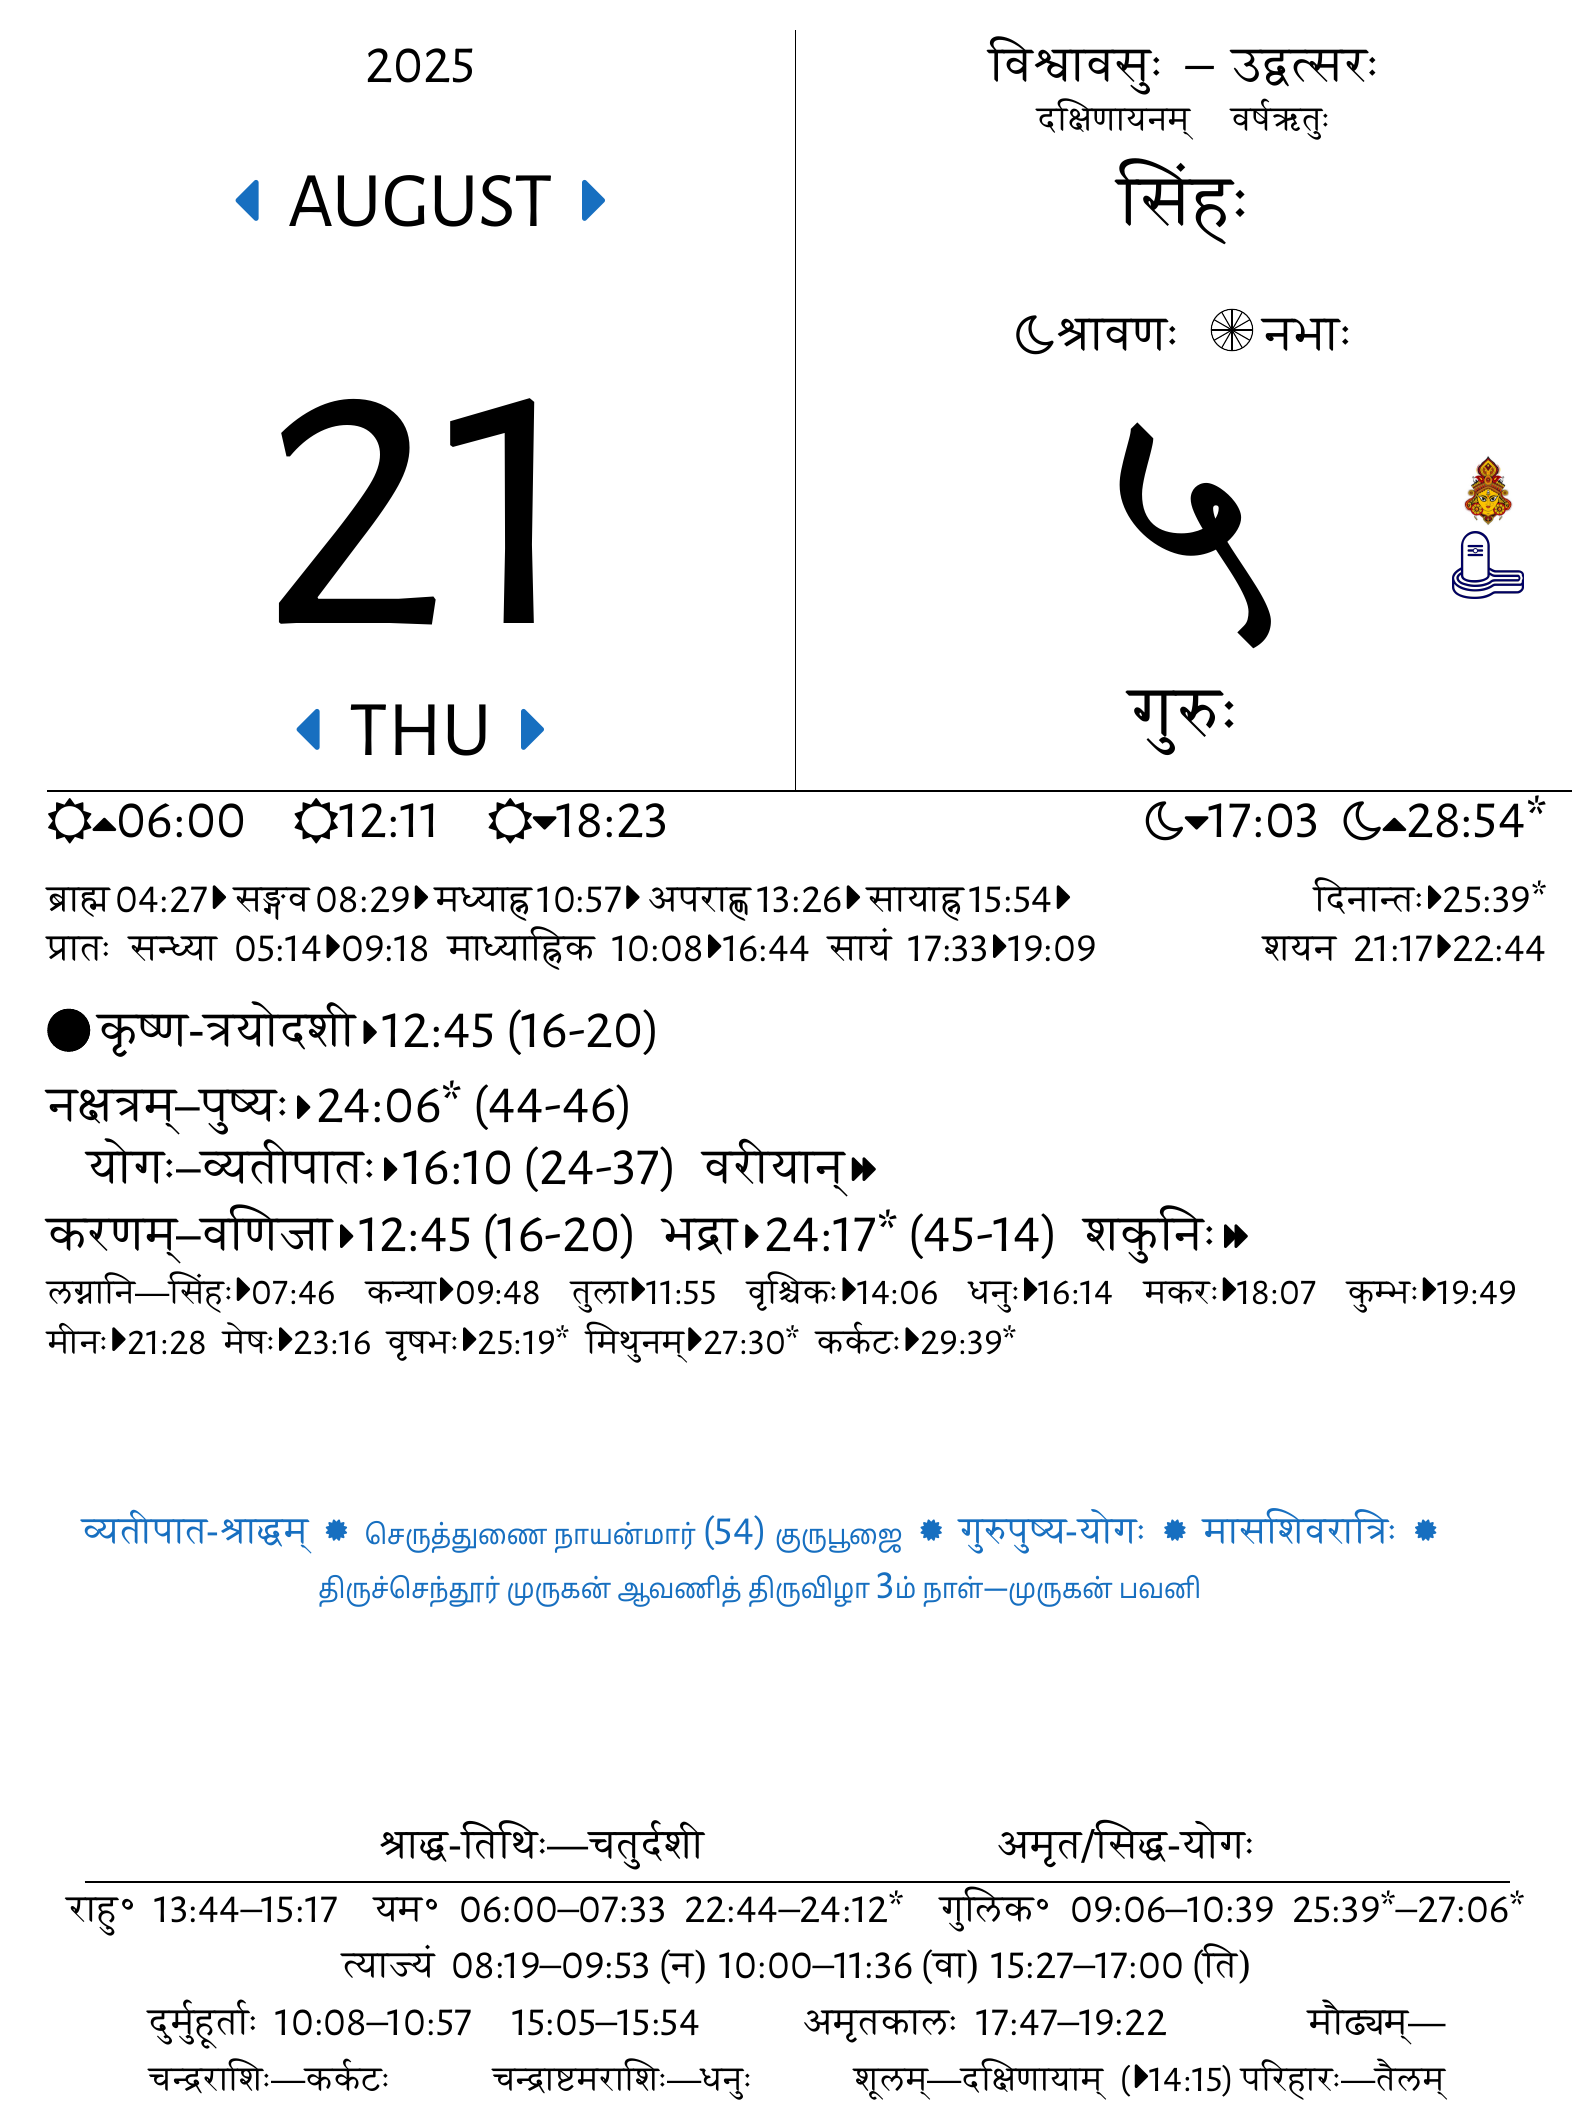 2025
AUGUST
21
THU
विश्वावसुः – उद्वत्सरः
दक्षिणायनम् वर्षऋतुः
सिंहः
श्रावणः नभाः
५
गुरुः
06:00 12:11 18:23 17:03 28:54*
ब्राह्म 04:27 सङ्गव 08:29 मध्याह्न 10:57 अपराह्ण 13:26 सायाह्न 15:54 दिनान्तः 25:39*
प्रातः सन्ध्या 05:14 09:18 माध्याह्निक 10:08 16:44 सायं 17:33 19:09 शयन 21:17 22:44
कृष्ण-त्रयोदशी 12:45 (16-20)
नक्षत्रम्–पुष्यः 24:06* (44-46)
योगः–व्यतीपातः 16:10 (24-37) वरीयान्
करणम्–वणिजा 12:45 (16-20) भद्रा 24:17* (45-14) शकुनिः
लग्नानि—सिंहः 07:46 कन्या 09:48 तुला 11:55 वृश्चिकः 14:06 धनुः 16:14 मकरः 18:07 कुम्भः 19:49
मीनः 21:28 मेषः 23:16 वृषभः 25:19* मिथुनम् 27:30* कर्कटः 29:39*
व्यतीपात-श्राद्धम् ✹ செருத்துணை நாயன்மார் (54) குருபூஜை ✹ गुरुपुष्य-योगः ✹ मासशिवरात्रिः ✹
திருச்செந்தூர் முருகன் ஆவணித் திருவிழா 3ம் நாள்—முருகன் பவனி
श्राद्ध-तिथिः—चतुर्दशी अमृत/सिद्ध-योगः
राहु॰ 13:44–15:17 यम॰ 06:00–07:33 22:44–24:12* गुलिक॰ 09:06–10:39 25:39*–27:06*
त्याज्यं 08:19–09:53 (न) 10:00–11:36 (वा) 15:27–17:00 (ति)
दुर्मुहूर्ताः 10:08–10:57 15:05–15:54 अमृतकालः 17:47–19:22 मौढ्यम्—
चन्द्रराशिः—कर्कटः चन्द्राष्टमराशिः—धनुः शूलम्—दक्षिणायाम् (14:15) परिहारः—तैलम्